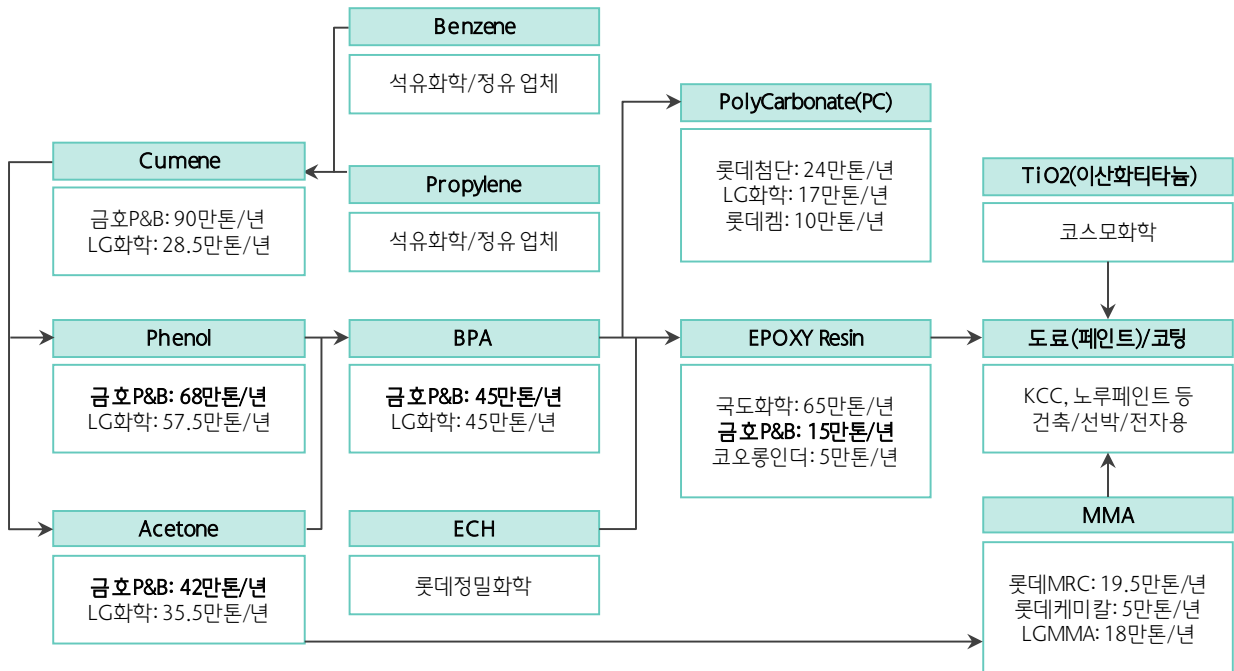 Benzene
석유화학/정유 업체
Cumene
금호P&B: 90만톤/년
LG화학: 28.5만톤/년
Propylene
석유화학/정유 업체
PolyCarbonate(PC)
롯데첨단: 24만톤/년
LG화학: 17만톤/년
롯데켐: 10만톤/년
TiO2(이산화티타늄)
코스모화학
Phenol
금호P&B: 68만톤/년
LG화학: 57.5만톤/년
BPA
금호P&B: 45만톤/년
LG화학: 45만톤/년
EPOXY Resin
국도화학: 65만톤/년
금호P&B: 15만톤/년
코오롱인더: 5만톤/년
도료(페인트)/코팅
KCC, 노루페인트 등
건축/선박/전자용
Acetone
금호P&B: 42만톤/년
LG화학: 35.5만톤/년
ECH
롯데정밀화학
MMA
롯데MRC: 19.5만톤/년
롯데케미칼: 5만톤/년
LGMMA: 18만톤/년